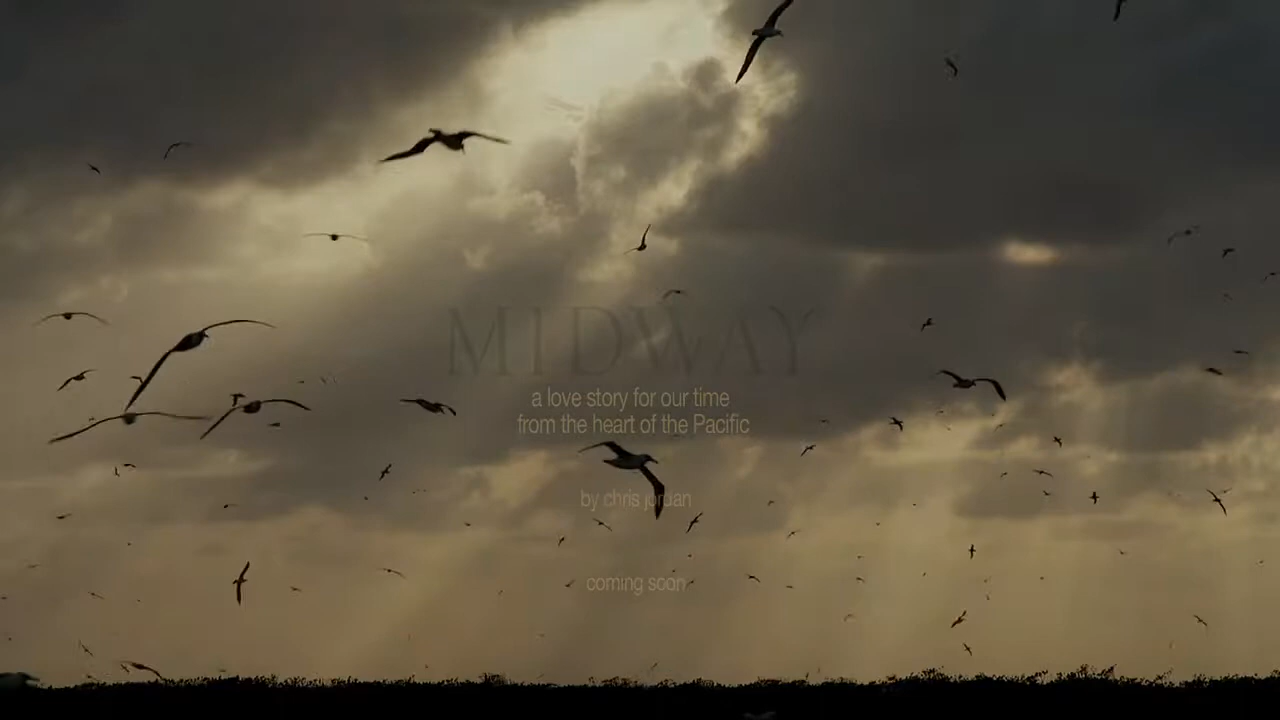 MIDWAY
a love story for our time
from the heart of the Pacific
by chris jordan
coming soon